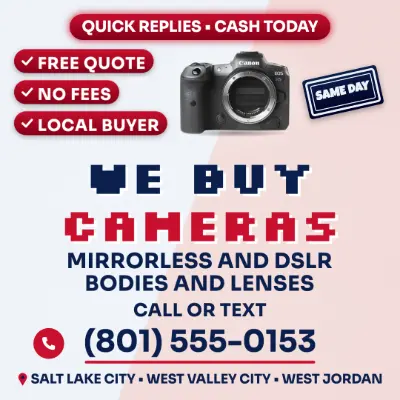 QUICK REPLIES ▪ CASH TODAY
FREE QUOTE
NO FEES
LOCAL BUYER
Canon
EOS
SAME DAY
WE BUY
CAMERAS
MIRRORLESS AND DSLR
BODIES AND LENSES
CALL OR TEXT
(801) 555-0153
SALT LAKE CITY ▪ WEST VALLEY CITY ▪ WEST JORDAN